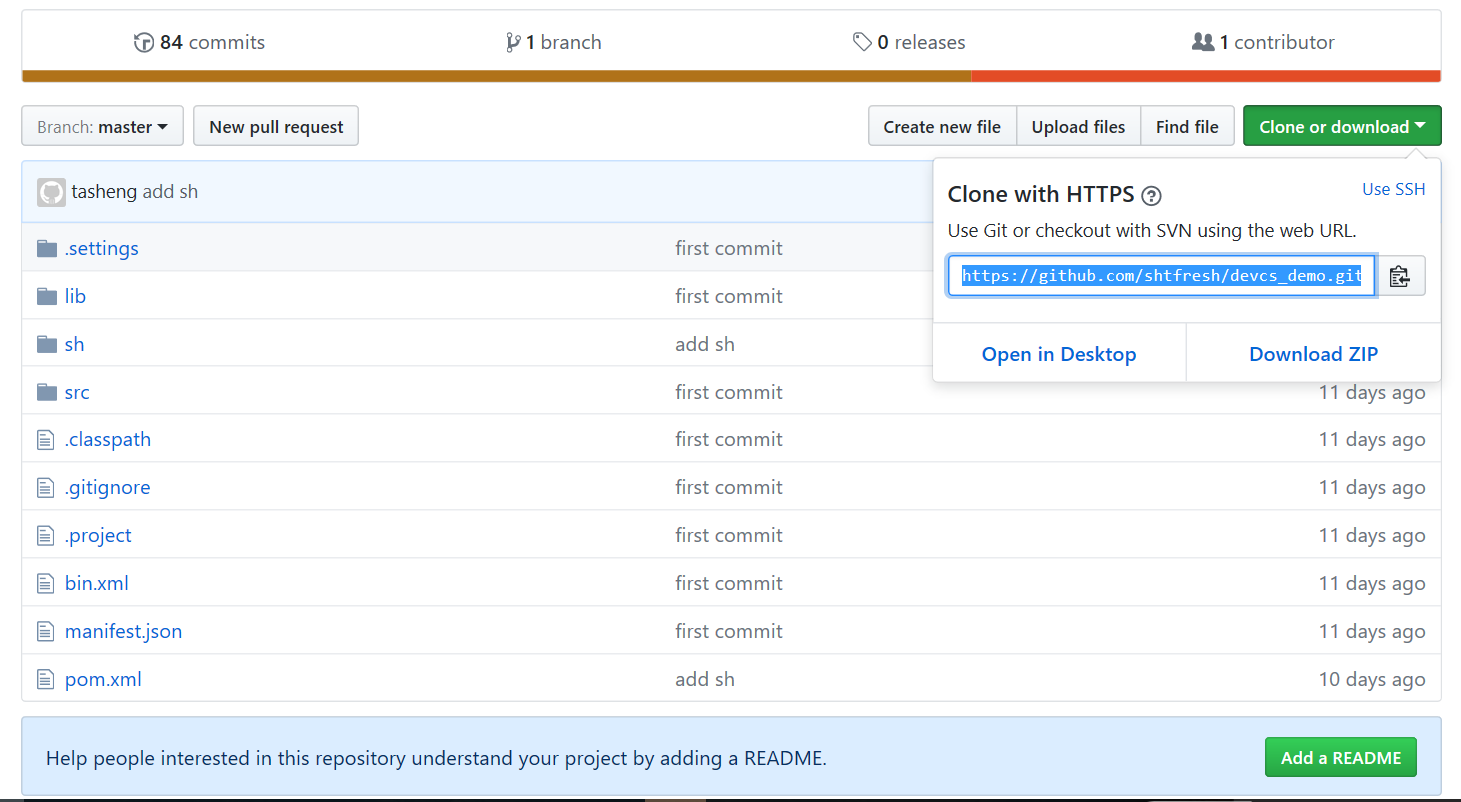 84 commits 1 branch 0 releases 1 contributor
Branch: master New pull request Create new file Upload files Find file Clone or download
tasheng add sh
Clone with HTTPS ? Use SSH
Use Git or checkout with SVN using the web URL.
https://github.com/shtfresh/devcs_demo.git
Open in Desktop Download ZIP
.settings first commit
lib first commit
sh add sh
src first commit 11 days ago
.classpath first commit 11 days ago
.gitignore first commit 11 days ago
.project first commit 11 days ago
bin.xml first commit 11 days ago
manifest.json first commit 11 days ago
pom.xml add sh 10 days ago
Help people interested in this repository understand your project by adding a README. Add a README